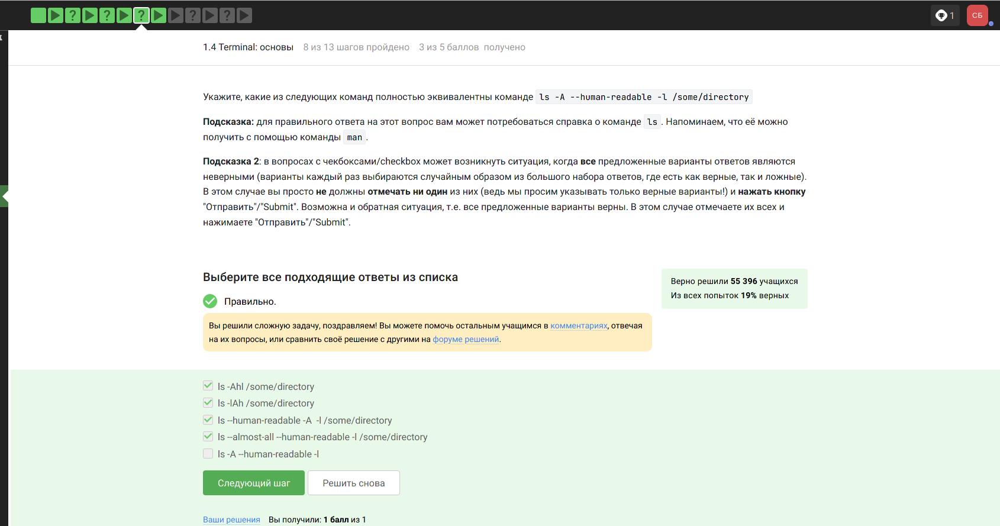 ? ? ? ? ?
1
СБ
1.4 Terminal: основы 8 из 13 шагов пройдено 3 из 5 баллов получено
Укажите, какие из следующих команд полностью эквивалентны команде ls -A --human-readable -l /some/directory
Подсказка: для правильного ответа на этот вопрос вам может потребоваться справка о команде ls . Напоминаем, что её можно
получить с помощью команды man .
Подсказка 2: в вопросах с чекбоксами/checkbox может возникнуть ситуация, когда все предложенные варианты ответов являются
неверными (варианты каждый раз выбираются случайным образом из большого набора ответов, где есть как верные, так и ложные).
В этом случае вы просто не должны отмечать ни один из них (ведь мы просим указывать только верные варианты!) и нажать кнопку
"Отправить"/"Submit". Возможна и обратная ситуация, т.е. все предложенные варианты верны. В этом случае отмечаете их всех и
нажимаете "Отправить"/"Submit".
Выберите все подходящие ответы из списка
Верно решили 55 396 учащихся
Из всех попыток 19% верных
Правильно.
Вы решили сложную задачу, поздравляем! Вы можете помочь остальным учащимся в комментариях, отвечая
на их вопросы, или сравнить своё решение с другими на форуме решений.
ls -Ahl /some/directory
ls -lAh /some/directory
ls --human-readable -A -l /some/directory
ls --almost-all --human-readable -l /some/directory
ls -A --human-readable -l
Следующий шаг
Решить снова
Ваши решения Вы получили: 1 балл из 1